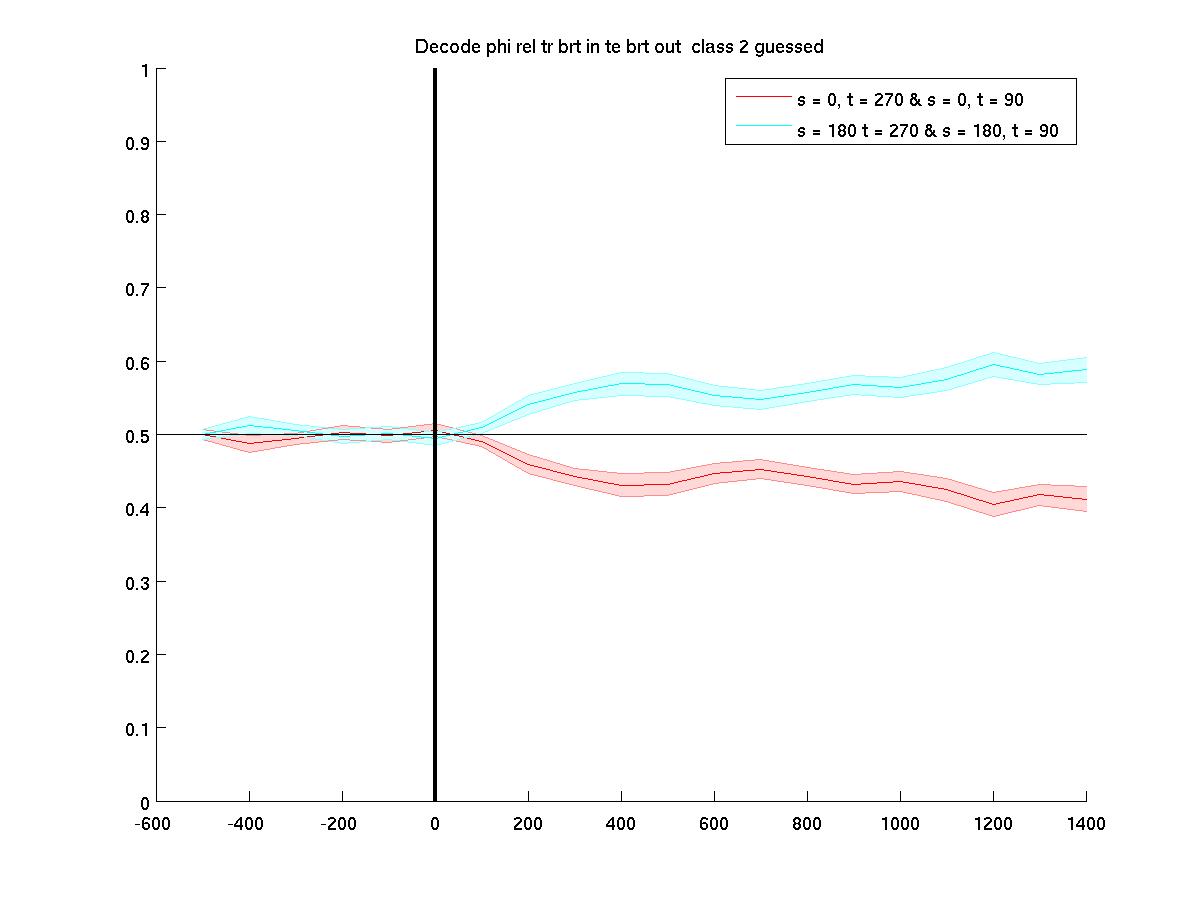 Decode phi rel tr brt in te brt out  class 2 guessed
s = 0, t = 270 & s = 0, t = 90
s = 180 t = 270 & s = 180, t = 90
1
0.9
0.8
0.7
0.6
0.5
0.4
0.3
0.2
0.1
0
-600 -400 -200 0 200 400 600 800 1000 1200 1400